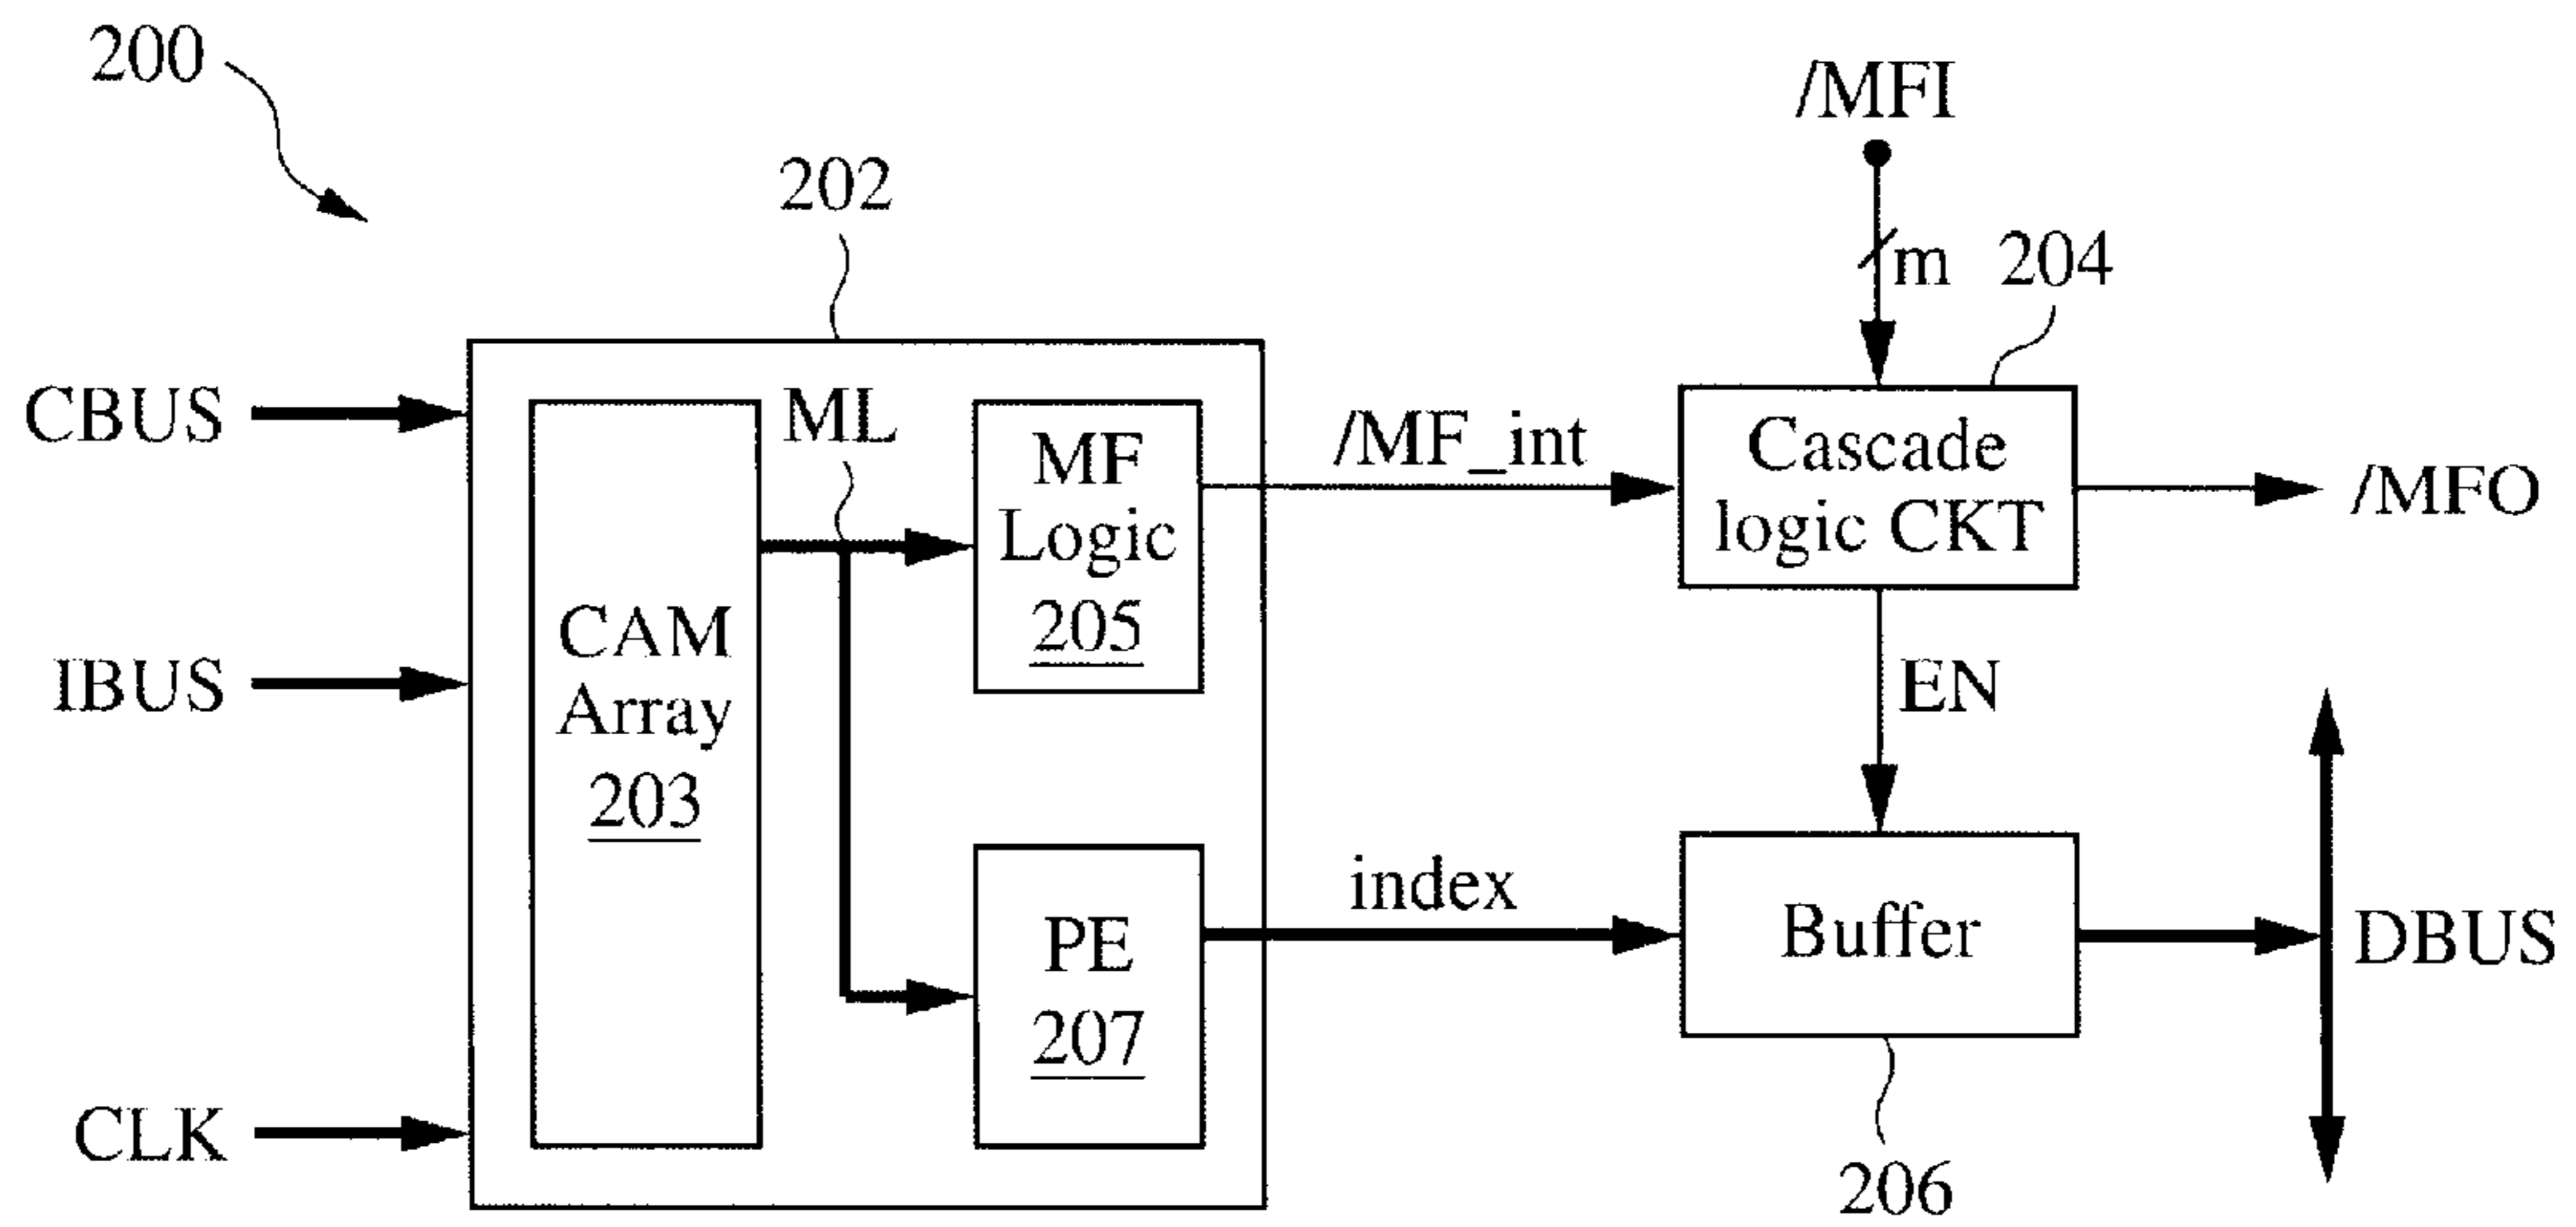 200
/MFI
202
m
204
CBUS
ML
MF
Logic
205
/MF_int
Cascade
logic CKT
/MFO
CAM
Array
203
IBUS
EN
index
PE
207
Buffer
DBUS
CLK
206